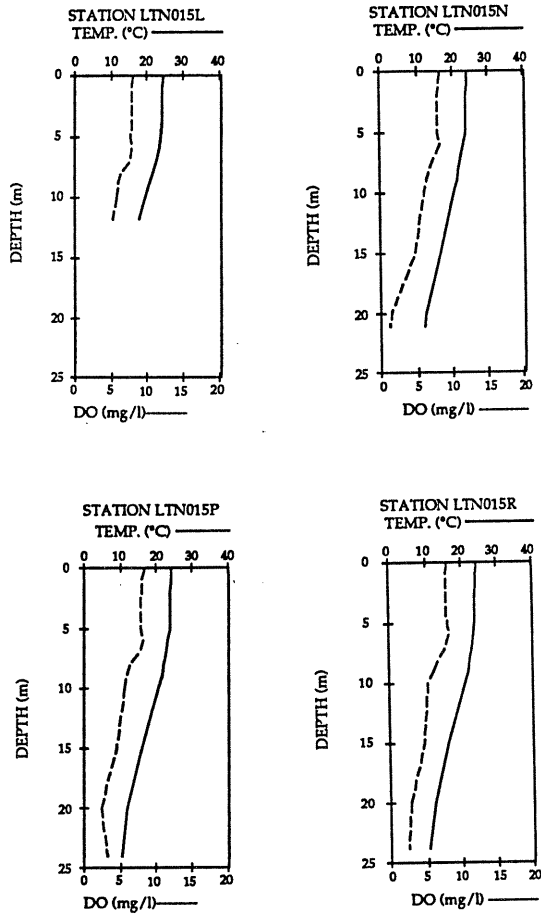 STATION LTN015L
TEMP. (°C)
0 10 20 30 40
0
5
10
15
20
25
DEPTH (m)
0 5 10 15 20
DO (mg/l)
STATION LTN015N
TEMP. (°C)
0 10 20 30 40
0
5
10
15
20
25
DEPTH (m)
0 5 10 15 20
DO (mg/l)
STATION LTN015P
TEMP. (°C)
0 10 20 30 40
0
5
10
15
20
25
DEPTH (m)
0 5 10 15 20
DO (mg/l)
STATION LTN015R
TEMP. (°C)
0 10 20 30 40
0
5
10
15
20
25
DEPTH (m)
0 5 10 15 20
DO (mg/l)